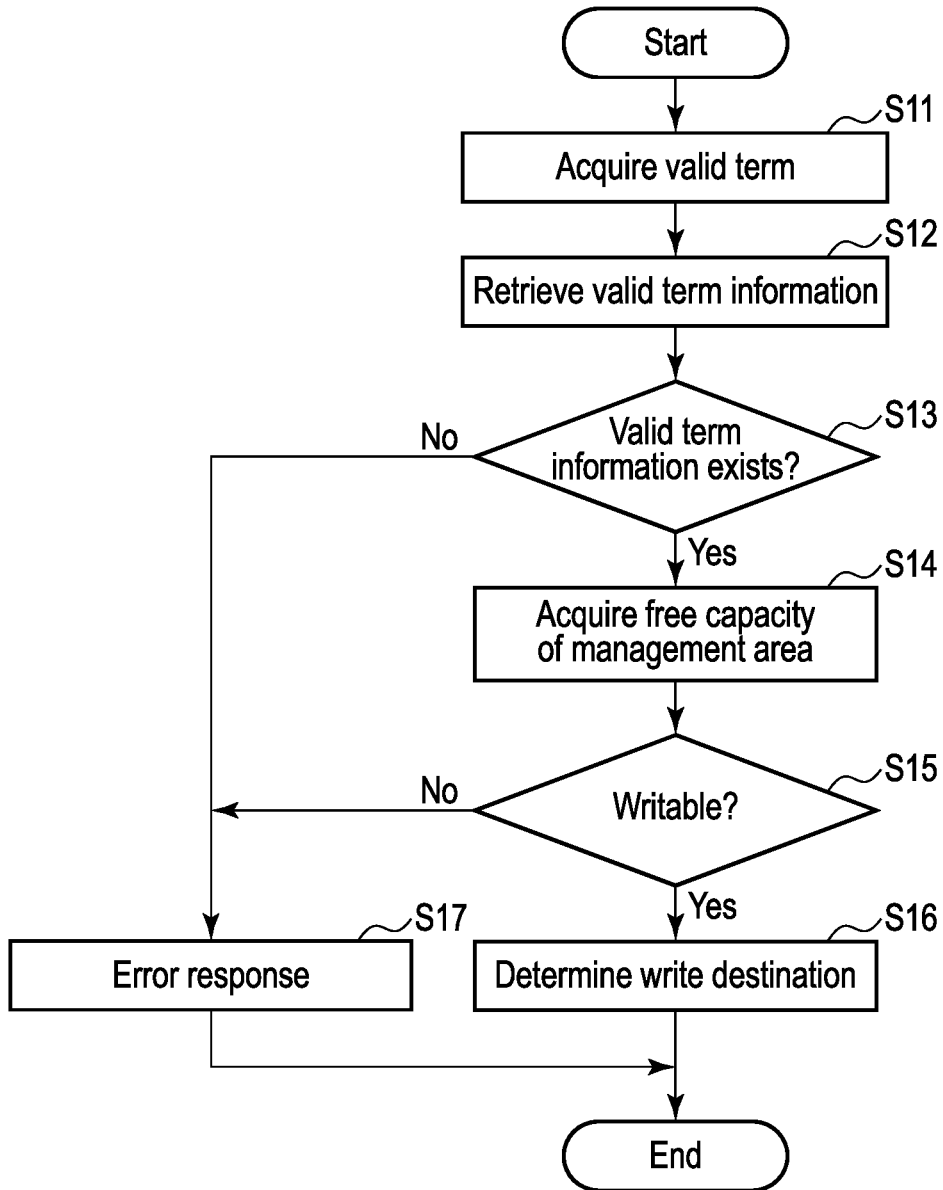 Start
S11
Acquire valid term
S12
Retrieve valid term information
S13
Valid term
information exists?
No
Yes
S14
Acquire free capacity
of management area
S15
Writable?
No
Yes
S16
Determine write destination
S17
Error response
End